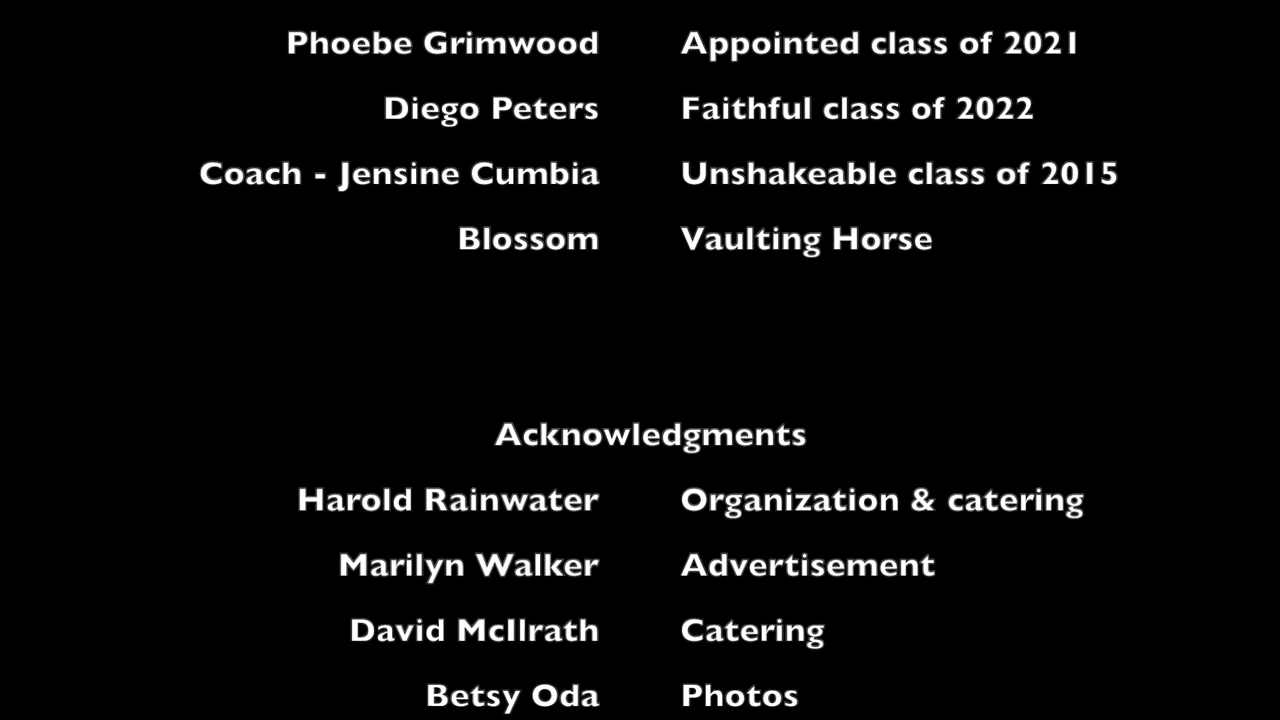 Phoebe Grimwood Appointed class of 2021
Diego Peters Faithful class of 2022
Coach - Jensine Cumbia Unshakeable class of 2015
Blossom Vaulting Horse
Acknowledgments
Harold Rainwater Organization & catering
Marilyn Walker Advertisement
David McIlrath Catering
Betsy Oda Photos